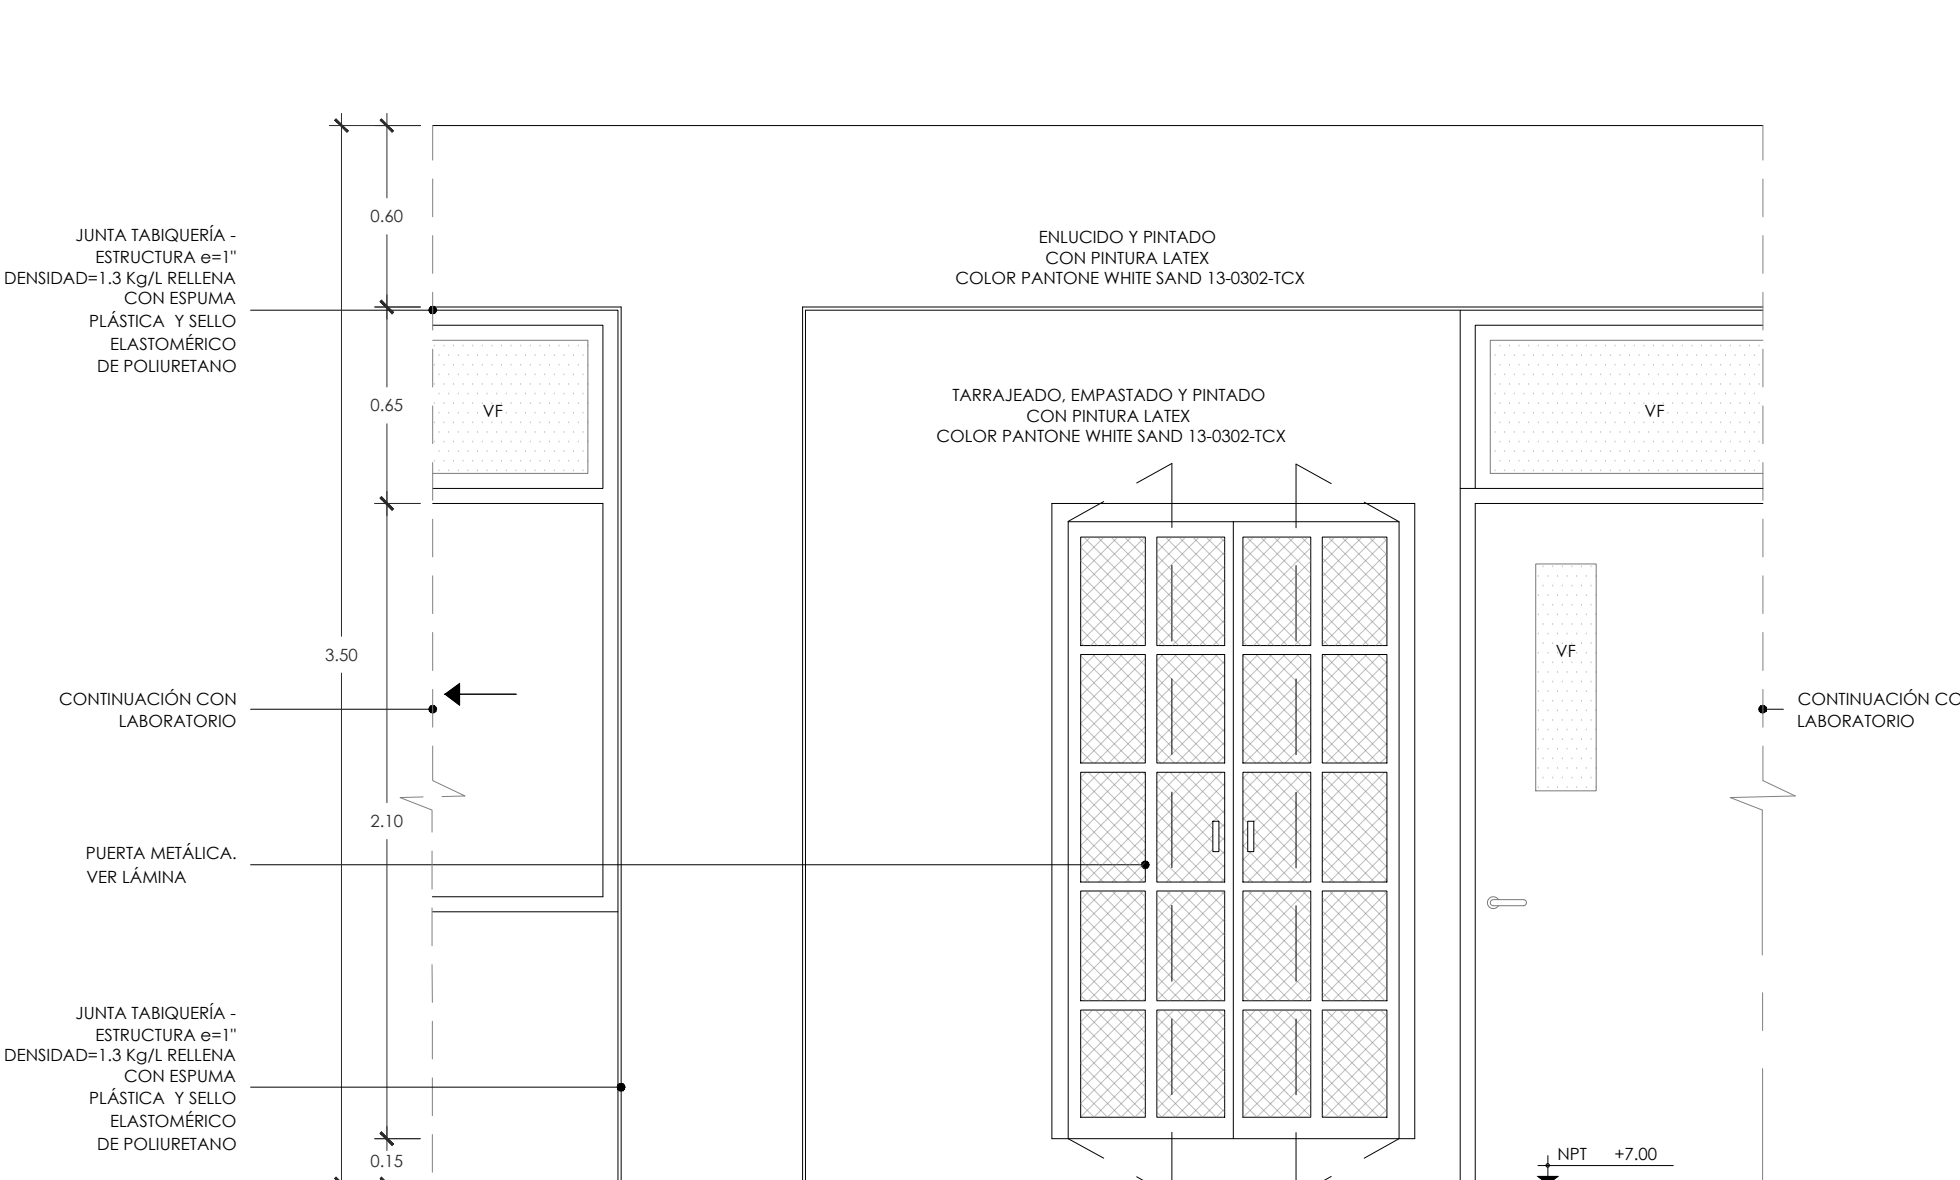 0.60
JUNTA TABIQUERÍA -
ESTRUCTURA e=1"
DENSIDAD=1.3 Kg/L RELLENA
CON ESPUMA
PLÁSTICA Y SELLO
ELASTOMÉRICO
DE POLIURETANO
ENLUCIDO Y PINTADO
CON PINTURA LATEX
COLOR PANTONE WHITE SAND 13-0302-TCX
0.65
VF
TARRAJEADO, EMPASTADO Y PINTADO
CON PINTURA LATEX
COLOR PANTONE WHITE SAND 13-0302-TCX
VF
3.50
VF
CONTINUACIÓN CON
LABORATORIO
CONTINUACIÓN CO
LABORATORIO
2.10
PUERTA METÁLICA.
VER LÁMINA
JUNTA TABIQUERÍA -
ESTRUCTURA e=1"
DENSIDAD=1.3 Kg/L RELLENA
CON ESPUMA
PLÁSTICA Y SELLO
ELASTOMÉRICO
DE POLIURETANO
0.15
NPT +7.00